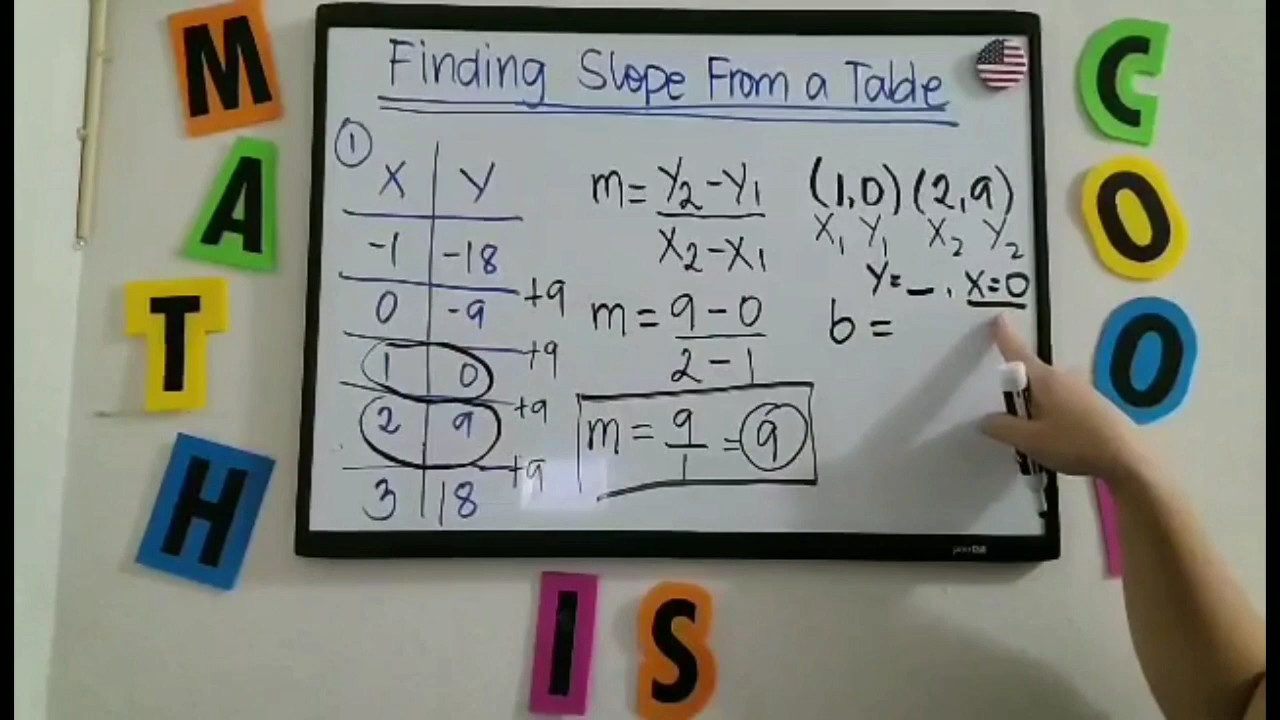 MATH
IS
COO
Finding Slope From a Table
1
X Y
-1 -18
0 -9 +9
1 0 +9
2 9 +9
3 18 +9
m = Y2 - Y1
X2 - X1
m = 9 - 0
2 - 1
m = 9
1
= 9
(1,0) (2,9)
X1 Y1 X2 Y2
Y = _ , X=0
b =